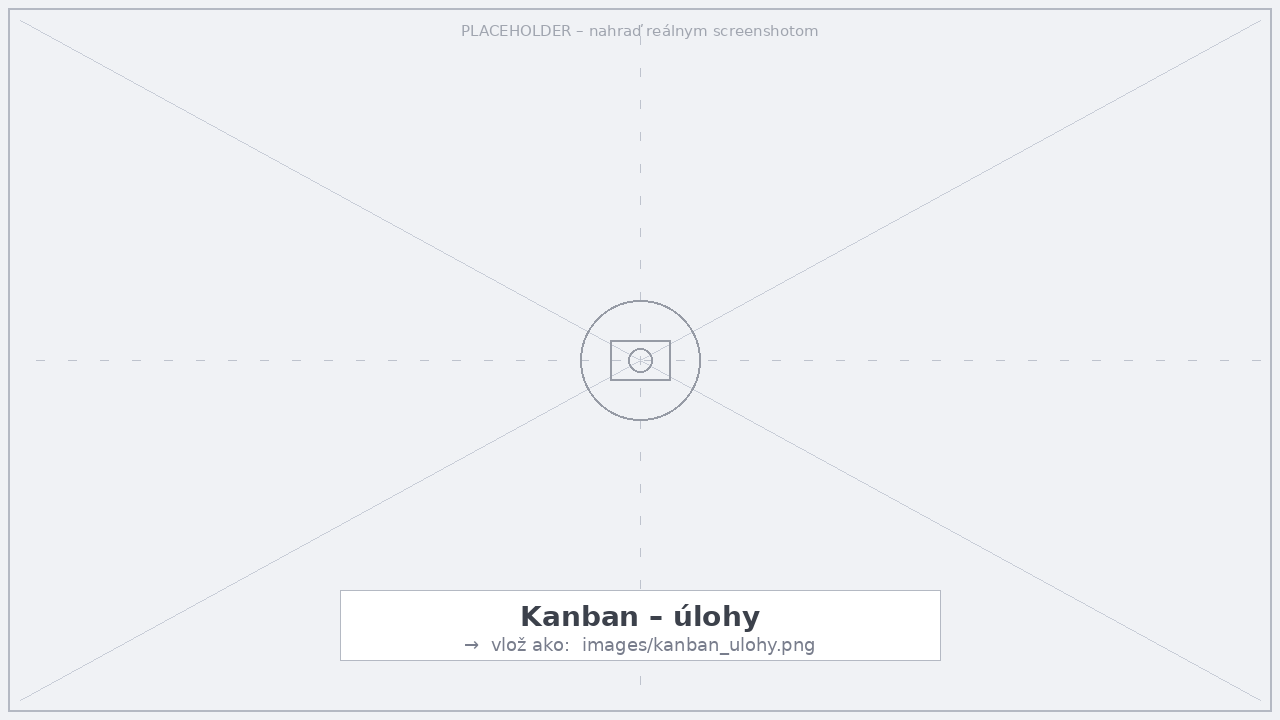 PLACEHOLDER – nahraď reálnym screenshotom
Kanban – úlohy
→ vlož ako: images/kanban_ulohy.png